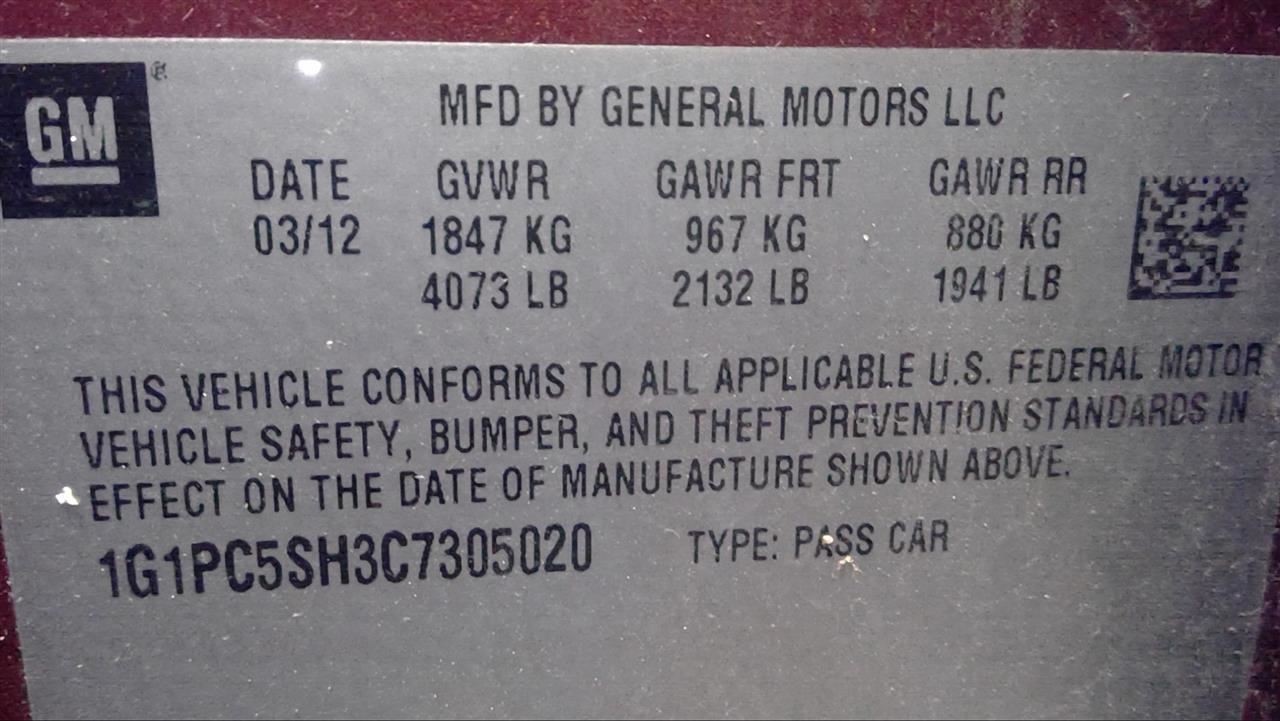 GM
MFD BY GENERAL MOTORS LLC
DATE GVWR GAWR FRT GAWR RR
03/12 1847 KG 967 KG 880 KG
4073 LB 2132 LB 1941 LB
THIS VEHICLE CONFORMS TO ALL APPLICABLE U.S. FEDERAL MOTOR
VEHICLE SAFETY, BUMPER, AND THEFT PREVENTION STANDARDS IN
EFFECT ON THE DATE OF MANUFACTURE SHOWN ABOVE.
1G1PC5SH3C7305020 TYPE: PASS CAR